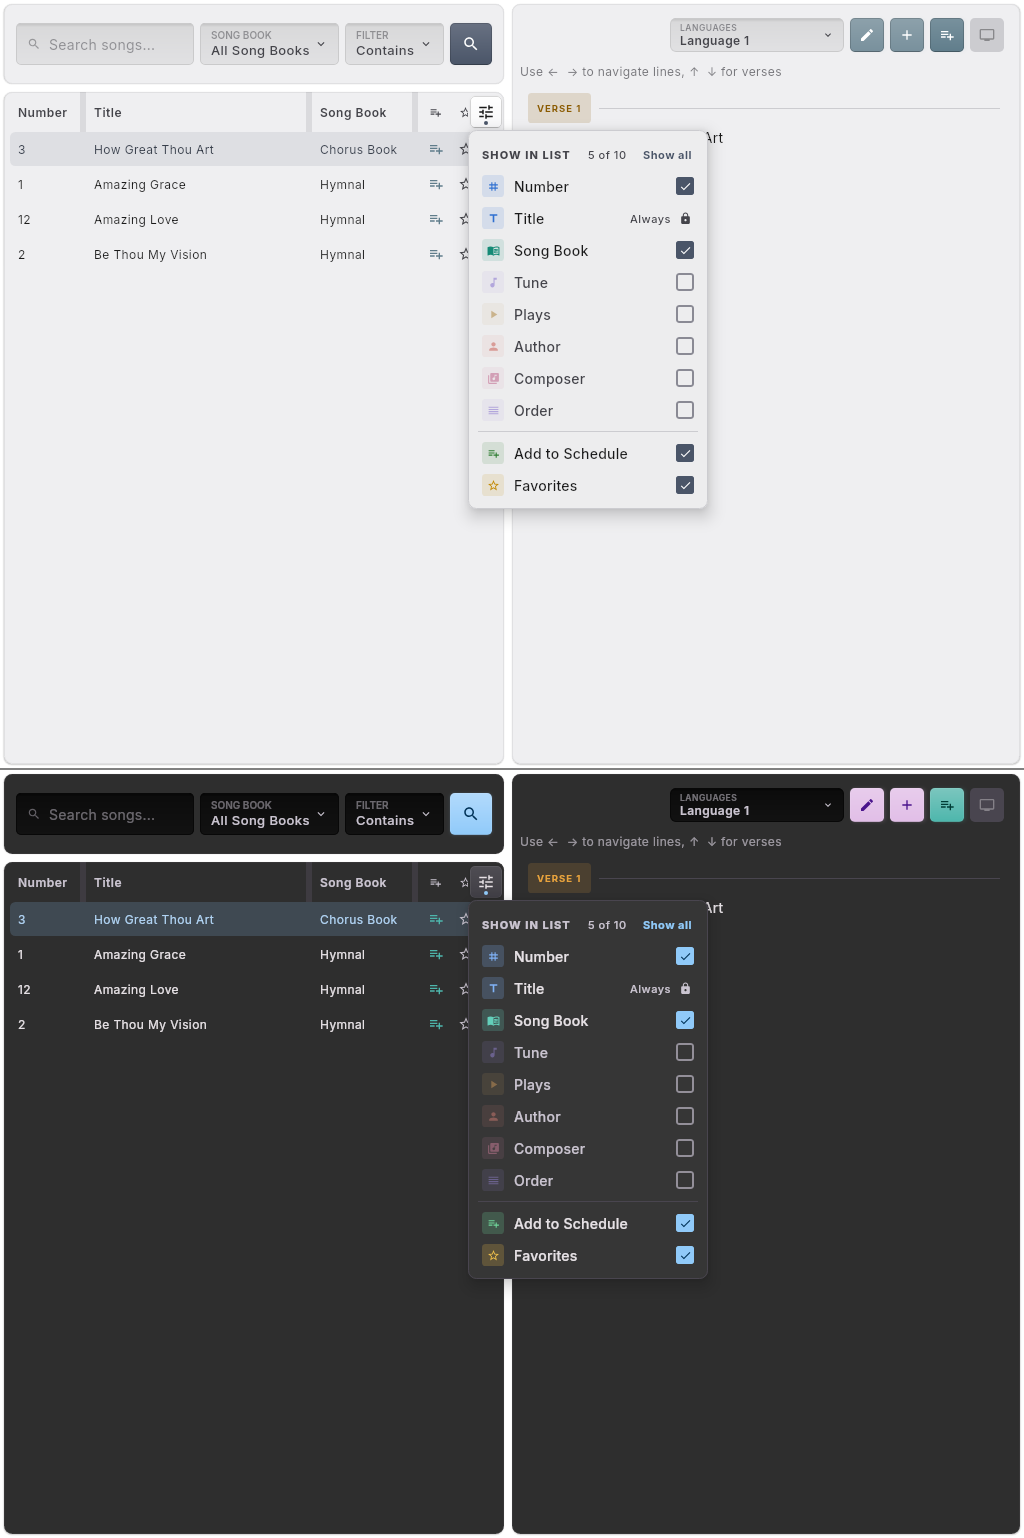 Search songs...
SONG BOOK
All Song Books
FILTER
Contains
LANGUAGES
Language 1
Use ← → to navigate lines, ↑ ↓ for verses
Number Title Song Book
VERSE 1
3 How Great Thou Art Chorus Book
Art
1 Amazing Grace Hymnal
12 Amazing Love Hymnal
2 Be Thou My Vision Hymnal
SHOW IN LIST 5 of 10 Show all
Number
Title Always
Song Book
Tune
Plays
Author
Composer
Order
Add to Schedule
Favorites
Search songs...
SONG BOOK
All Song Books
FILTER
Contains
LANGUAGES
Language 1
Use ← → to navigate lines, ↑ ↓ for verses
Number Title Song Book
VERSE 1
3 How Great Thou Art Chorus Book
Art
1 Amazing Grace Hymnal
12 Amazing Love Hymnal
2 Be Thou My Vision Hymnal
SHOW IN LIST 5 of 10 Show all
Number
Title Always
Song Book
Tune
Plays
Author
Composer
Order
Add to Schedule
Favorites